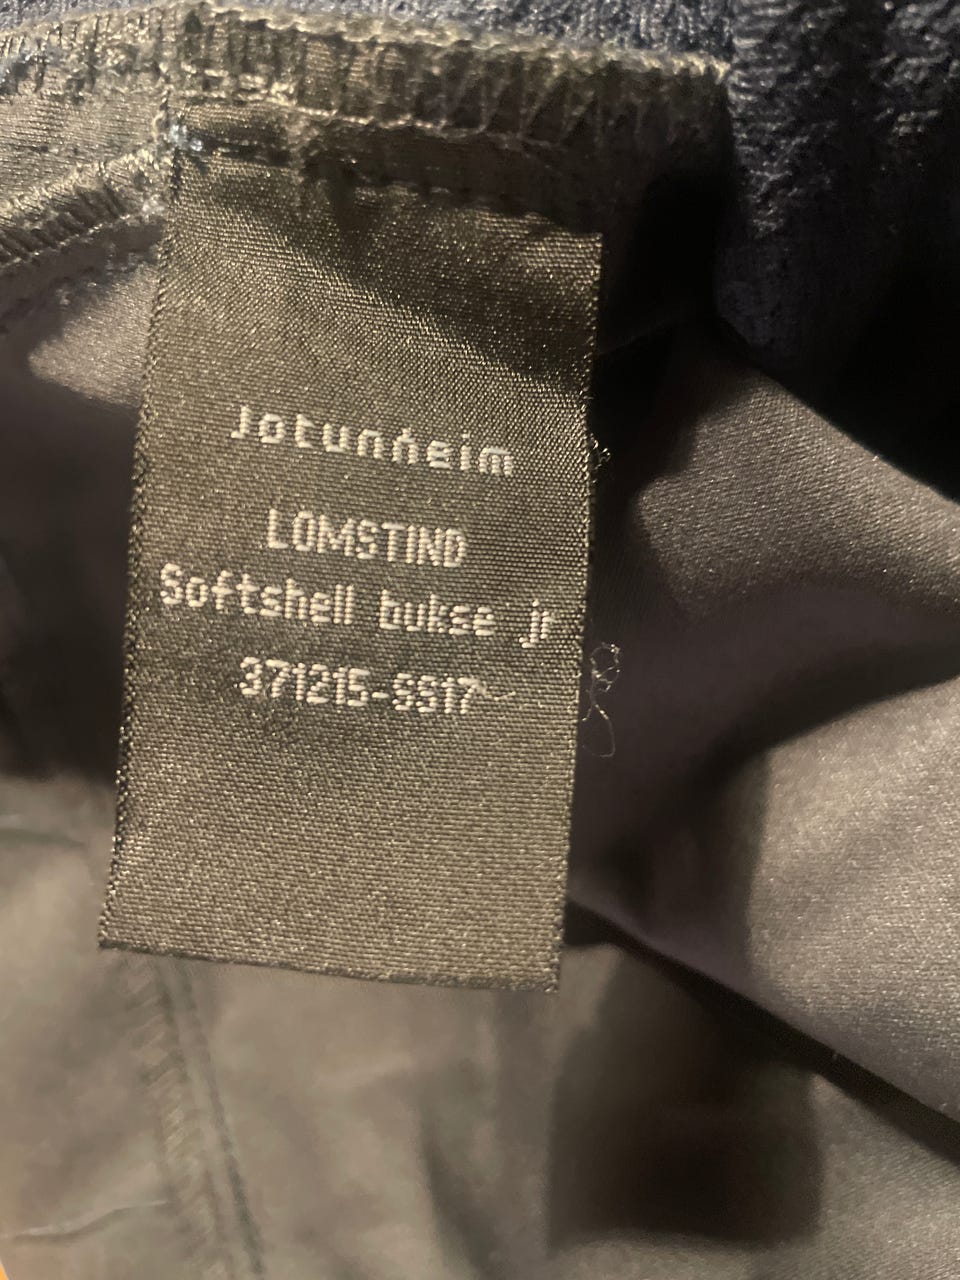 Jotunheim
LOMSTIND
Softshell bukse jr
371215-SS17